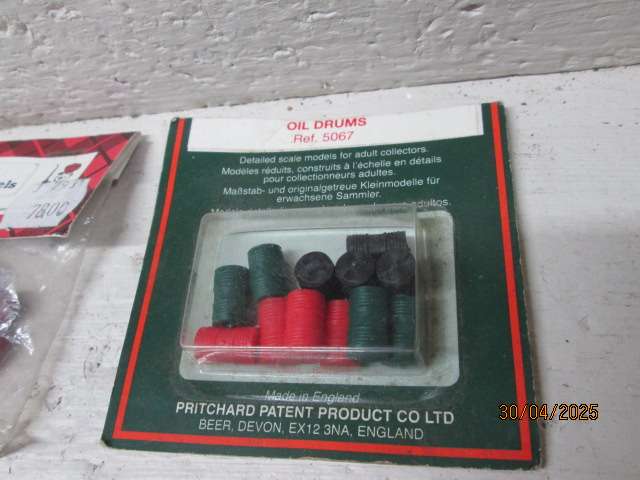 OIL DRUMS
Ref. 5067
Detailed scale models for adult collectors.
Modèles réduits, construits à l'échelle en détails
pour collectionneurs adultes.
Maßstab- und originalgetreue Kleinmodelle für
erwachsene Sammler.
adultos.
Made in England
PRITCHARD PATENT PRODUCT CO LTD
BEER, DEVON, EX12 3NA, ENGLAND
30/04/2025